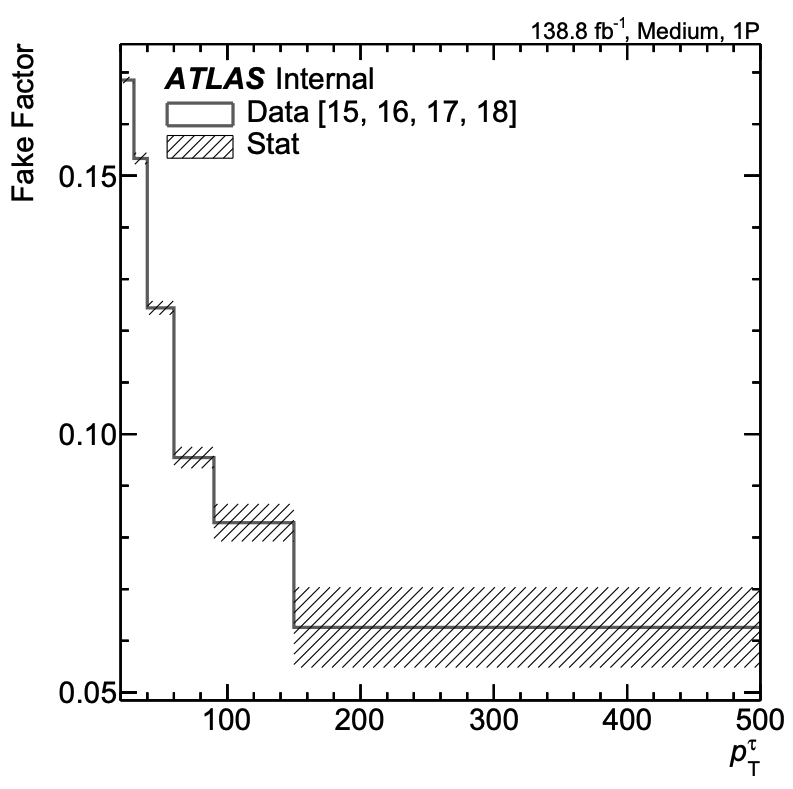 138.8 fb⁻¹, Medium, 1P
Fake Factor
ATLAS Internal
Data [15, 16, 17, 18]
Stat
0.15
0.10
0.05
100 200 300 400 500
p_T^τ